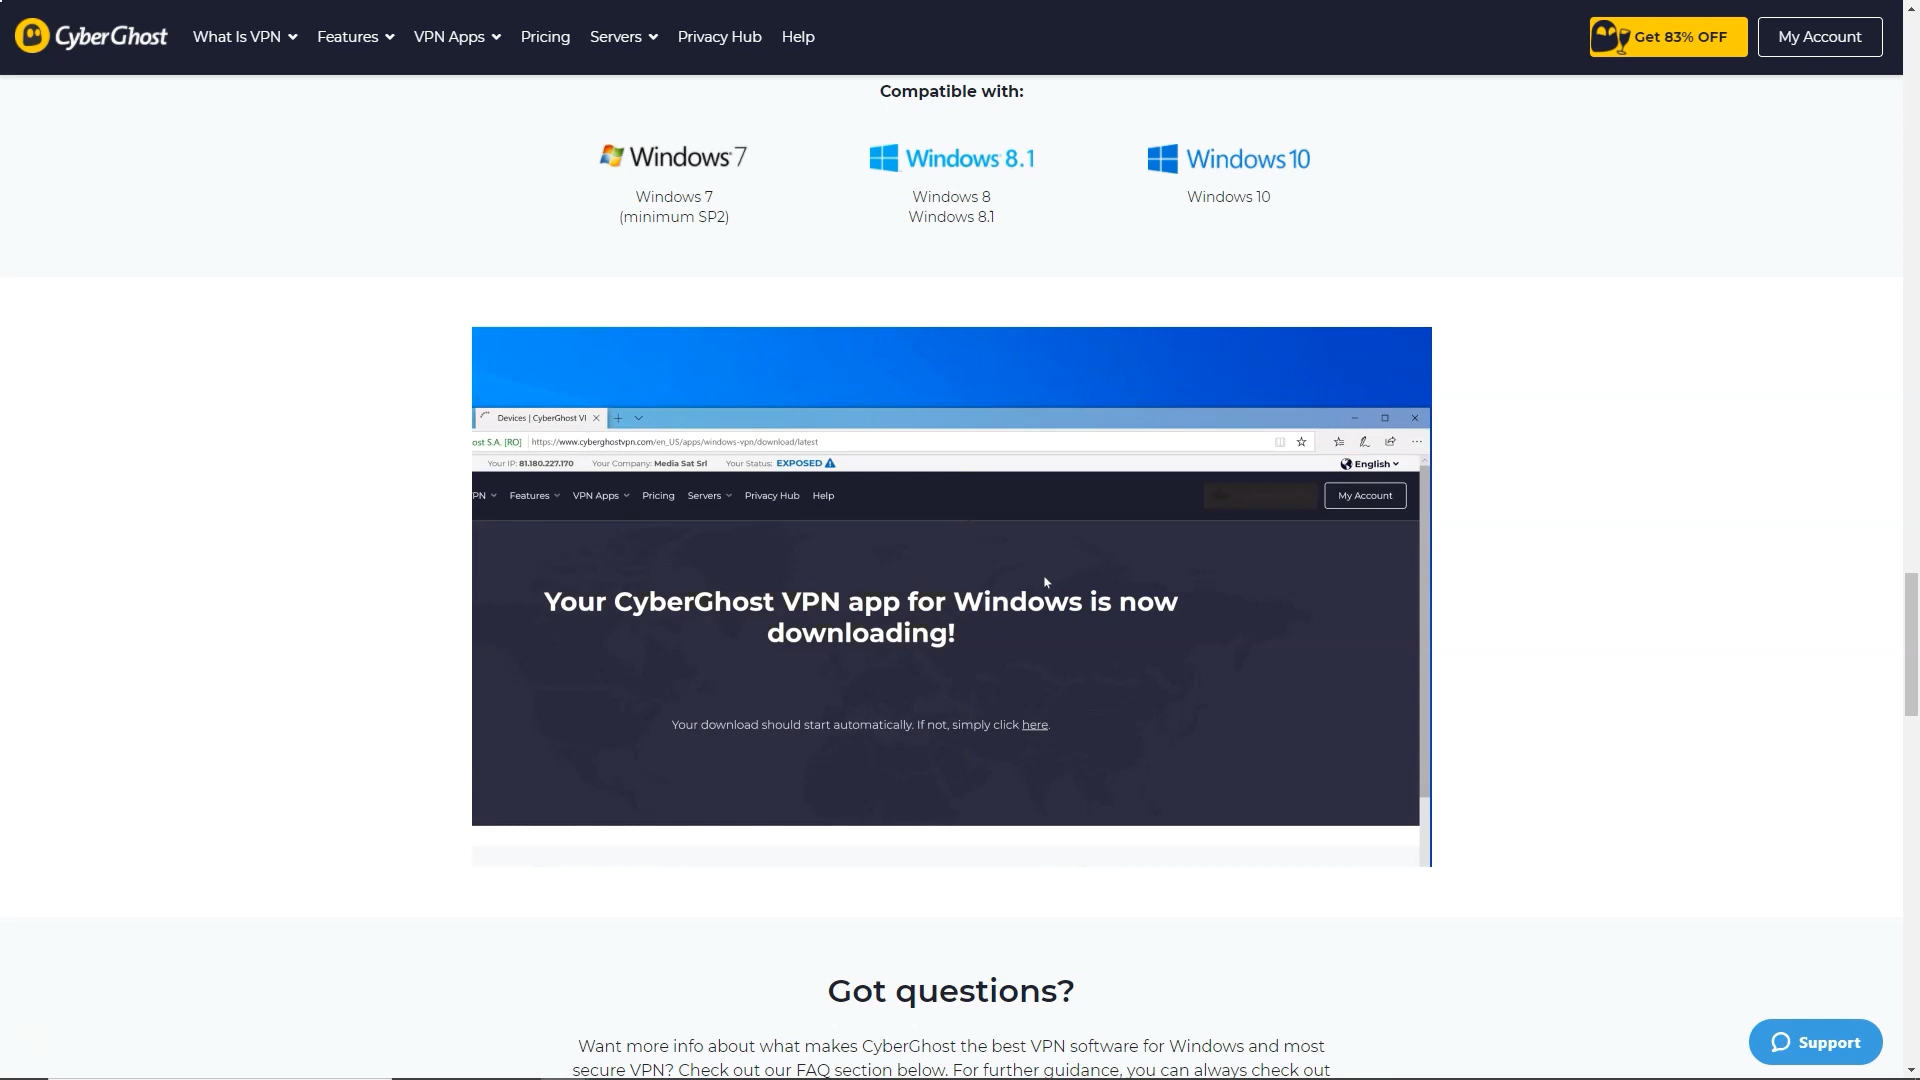 CyberGhost What Is VPN Features VPN Apps Pricing Servers Privacy Hub Help Get 83% OFF My Account
Compatible with:
Windows 7 Windows 8.1 Windows 10
Windows 7 Windows 8 Windows 10
(minimum SP2) Windows 8.1
Devices | CyberGhost VI
ost S.A. [RO] https://www.cyberghostvpn.com/en_US/apps/windows-vpn/download/latest
Your IP: 81.180.227.170 Your Company: Media Sat Srl Your Status: EXPOSED English
PN Features VPN Apps Pricing Servers Privacy Hub Help My Account
Your CyberGhost VPN app for Windows is now
downloading!
Your download should start automatically. If not, simply click here.
Got questions?
Want more info about what makes CyberGhost the best VPN software for Windows and most
secure VPN? Check out our FAQ section below. For further guidance, you can always check out
Support